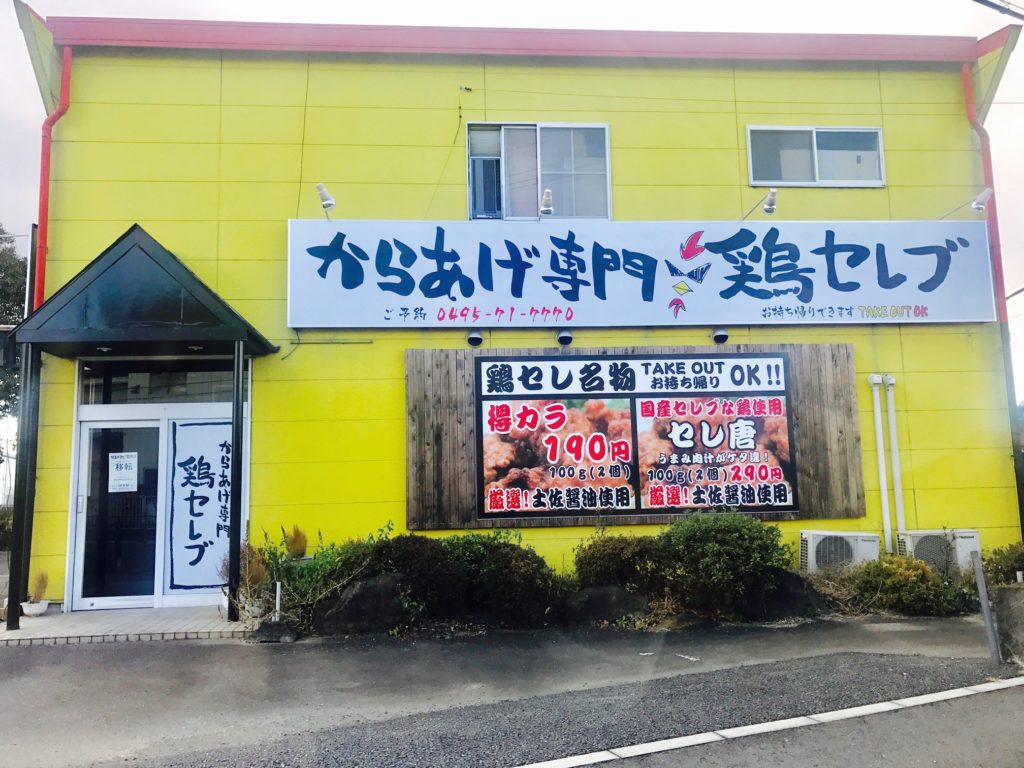 からあげ専門 鶏セレブ
ご予約 0495-71-7770
お持ち帰りできます TAKE OUT OK
鶏セレ名物 TAKE OUT お持ち帰り OK!!
得カラ
190円
100g(2個)
厳選!土佐醤油使用
国産セレブな鶏使用
セレ唐
うまみ肉汁がケタ違!
100g(2個)290円
厳選!土佐醤油使用
移転
からあげ専門
鶏セレブ